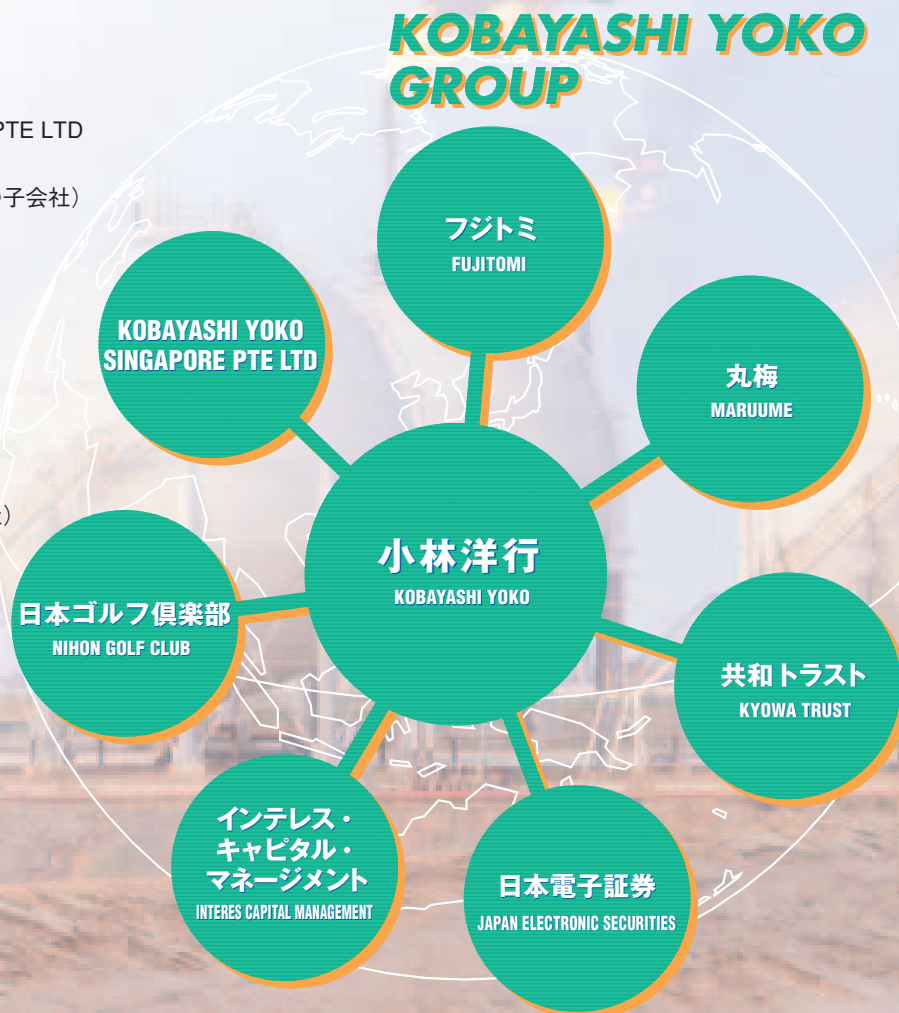 KOBAYASHI YOKO
GROUP
PTE LTD
子会社）
フジトミ
FUJITOMI
KOBAYASHI YOKO
SINGAPORE PTE LTD
丸梅
MARUUME
）
小林洋行
KOBAYASHI YOKO
日本ゴルフ倶楽部
NIHON GOLF CLUB
共和トラスト
KYOWA TRUST
インテレス・
キャピタル・
マネージメント
INTERES CAPITAL MANAGEMENT
日本電子証券
JAPAN ELECTRONIC SECURITIES